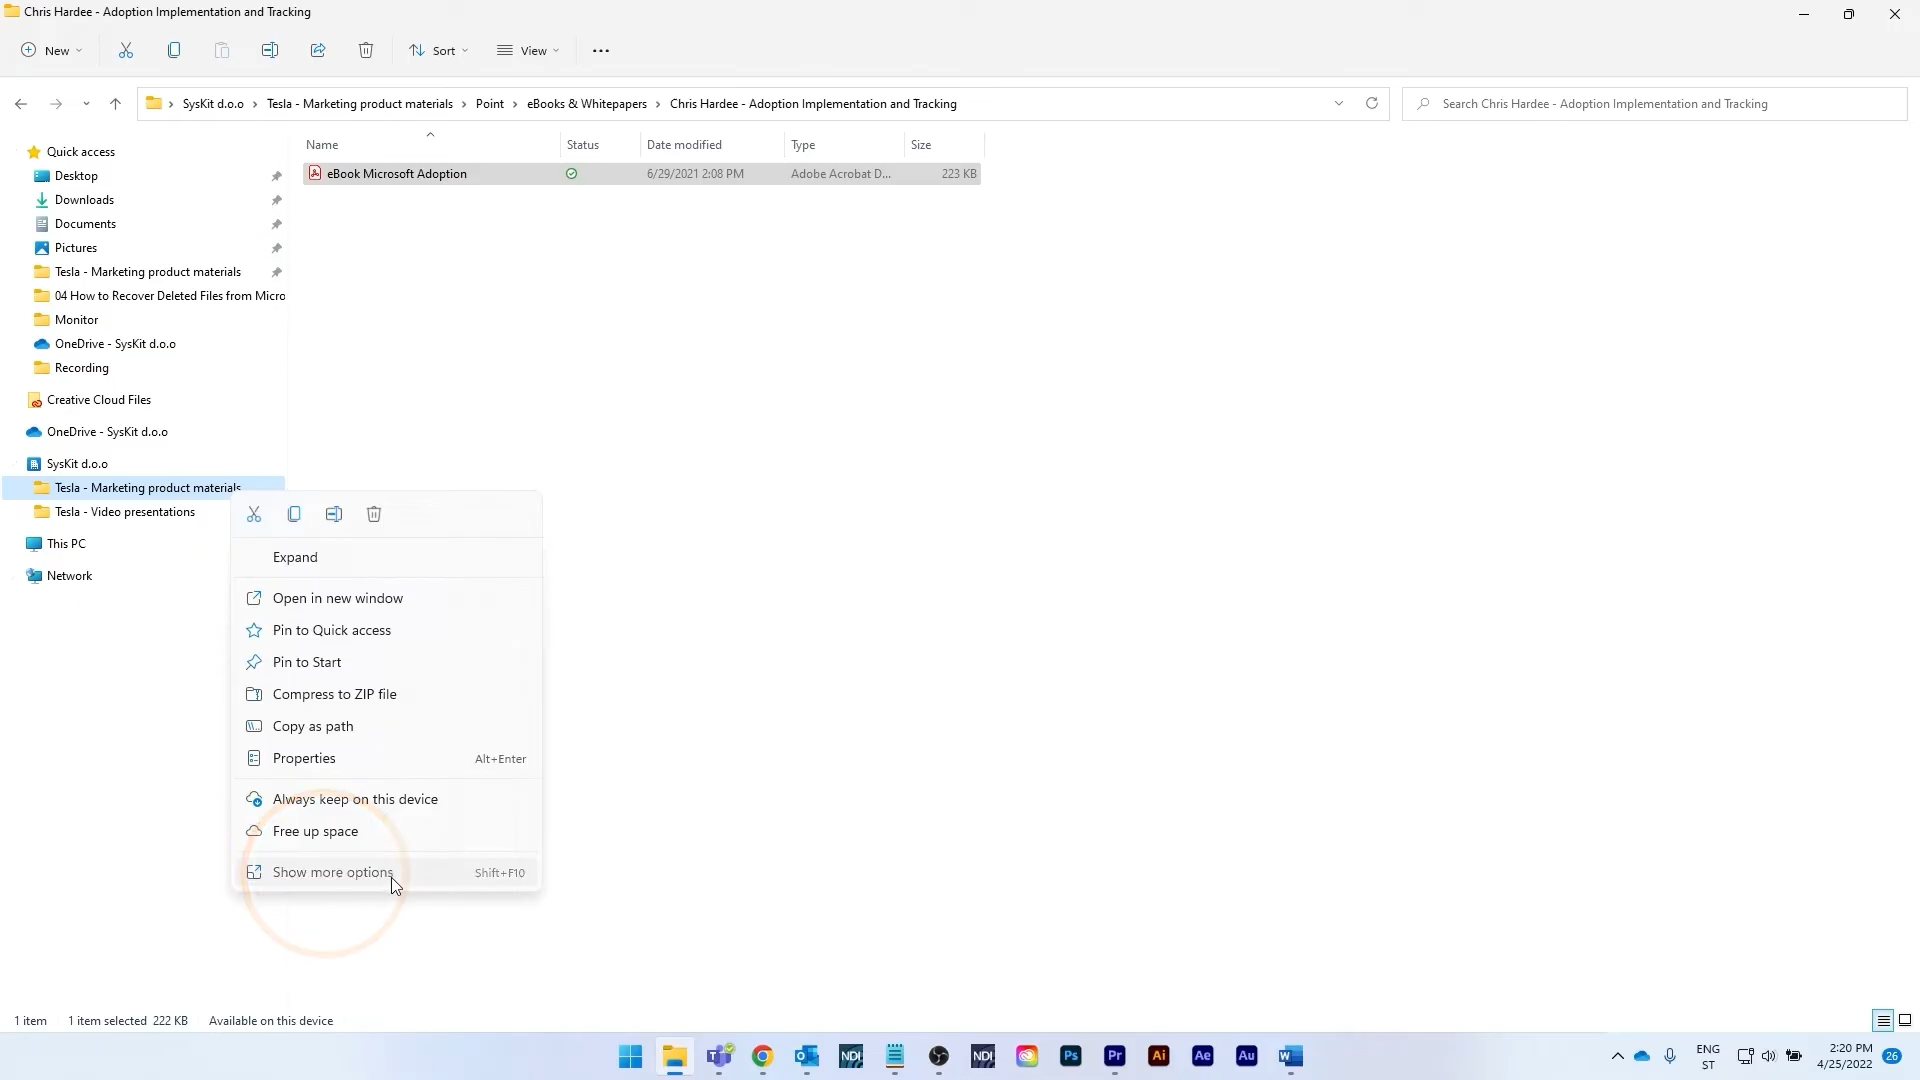 Chris Hardee - Adoption Implementation and Tracking
New Sort View
SysKit d.o.o Tesla - Marketing product materials Point eBooks & Whitepapers Chris Hardee - Adoption Implementation and Tracking Search Chris Hardee - Adoption Implementation and Tracking
Name Status Date modified Type Size
eBook Microsoft Adoption 6/29/2021 2:08 PM Adobe Acrobat D... 223 KB
Quick access
Desktop
Downloads
Documents
Pictures
Tesla - Marketing product materials
04 How to Recover Deleted Files from Micro
Monitor
OneDrive - SysKit d.o.o
Recording
Creative Cloud Files
OneDrive - SysKit d.o.o
SysKit d.o.o
Tesla - Marketing product materials
Tesla - Video presentations
This PC
Network
Expand
Open in new window
Pin to Quick access
Pin to Start
Compress to ZIP file
Copy as path
Properties Alt+Enter
Always keep on this device
Free up space
Show more options Shift+F10
1 item 1 item selected 222 KB Available on this device
NDI NDI Ps Pr Ai Ae Au W
ENG
ST
2:20 PM
4/25/2022
26